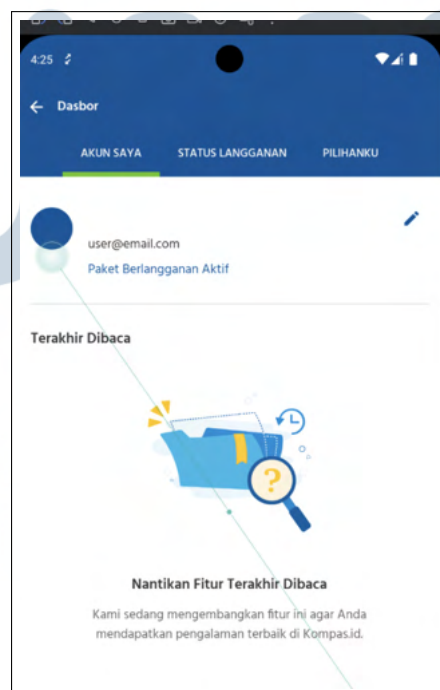 4:25
Dasbor
AKUN SAYA STATUS LANGGANAN PILIHANKU
user@email.com
Paket Berlangganan Aktif
Terakhir Dibaca
?
Nantikan Fitur Terakhir Dibaca
Kami sedang mengembangkan fitur ini agar Anda
mendapatkan pengalaman terbaik di Kompas.id.